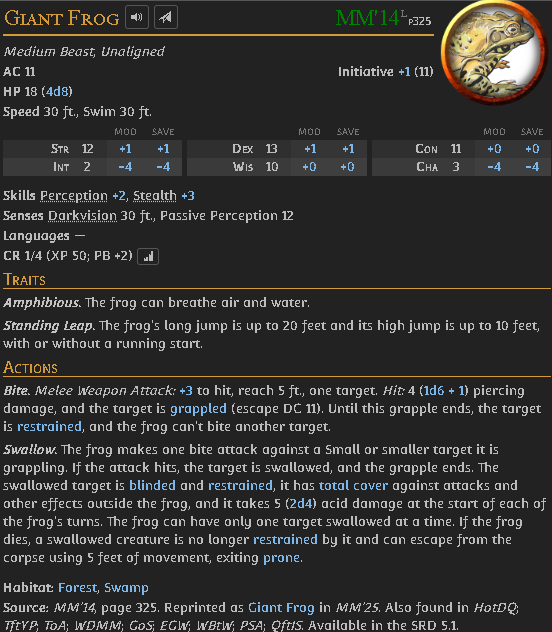 GIANT FROG MM'14 L p325
Medium Beast, Unaligned
AC 11 Initiative +1 (11)
HP 18 (4d8)
Speed 30 ft., Swim 30 ft.
MOD SAVE MOD SAVE MOD SAVE
STR 12 +1 +1 DEX 13 +1 +1 CON 11 +0 +0
INT 2 −4 −4 WIS 10 +0 +0 CHA 3 −4 −4
Skills Perception +2, Stealth +3
Senses Darkvision 30 ft., Passive Perception 12
Languages —
CR 1/4 (XP 50; PB +2)
TRAITS
Amphibious. The frog can breathe air and water.
Standing Leap. The frog's long jump is up to 20 feet and its high jump is up to 10 feet,
with or without a running start.
ACTIONS
Bite. Melee Weapon Attack: +3 to hit, reach 5 ft., one target. Hit: 4 (1d6 + 1) piercing
damage, and the target is grappled (escape DC 11). Until this grapple ends, the target
is restrained, and the frog can't bite another target.
Swallow. The frog makes one bite attack against a Small or smaller target it is
grappling. If the attack hits, the target is swallowed, and the grapple ends. The
swallowed target is blinded and restrained, it has total cover against attacks and
other effects outside the frog, and it takes 5 (2d4) acid damage at the start of each of
the frog's turns. The frog can have only one target swallowed at a time. If the frog
dies, a swallowed creature is no longer restrained by it and can escape from the
corpse using 5 feet of movement, exiting prone.
Habitat: Forest, Swamp
Source: MM'14, page 325. Reprinted as Giant Frog in MM'25. Also found in HotDQ;
TftYP; ToA; WDMM; GoS; EGW; WBtW; PSA; QftIS. Available in the SRD 5.1.